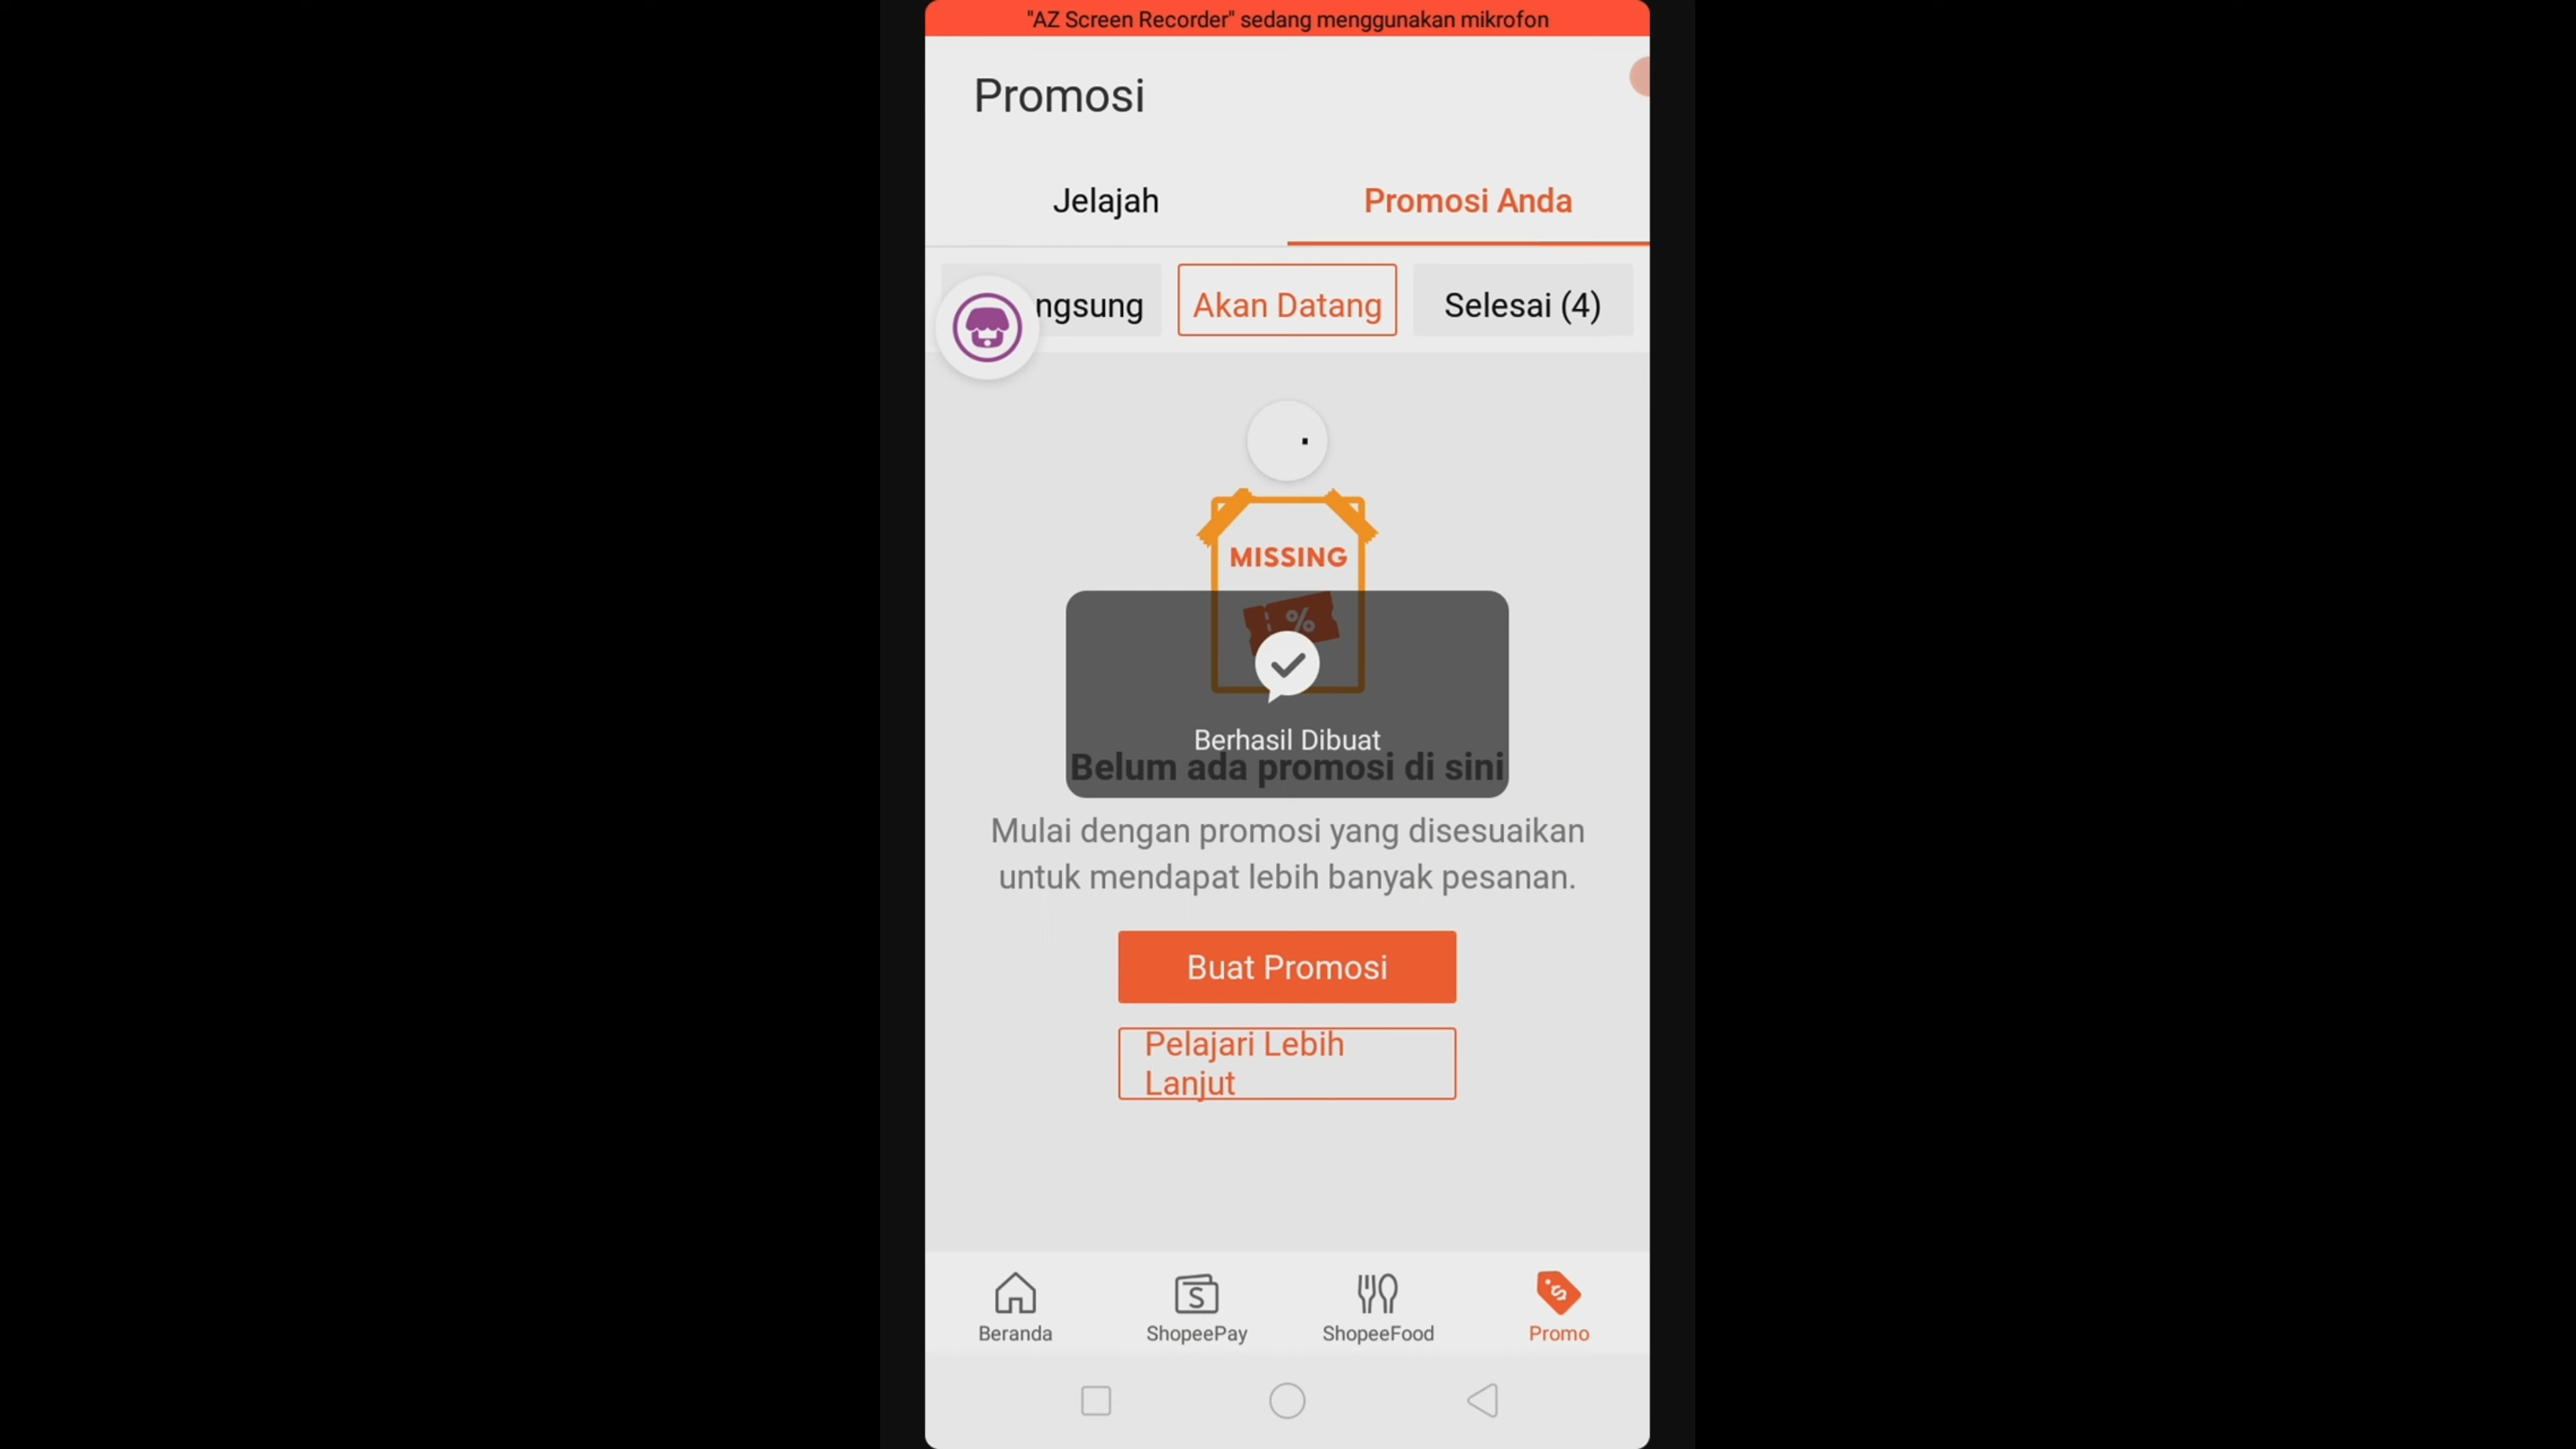 "AZ Screen Recorder" sedang menggunakan mikrofon
Promosi
Jelajah
Promosi Anda
ngsung
Akan Datang
Selesai (4)
MISSING
%
Berhasil Dibuat
Belum ada promosi di sini
Mulai dengan promosi yang disesuaikan
untuk mendapat lebih banyak pesanan.
Buat Promosi
Pelajari Lebih
Lanjut
Beranda
ShopeePay
ShopeeFood
Promo